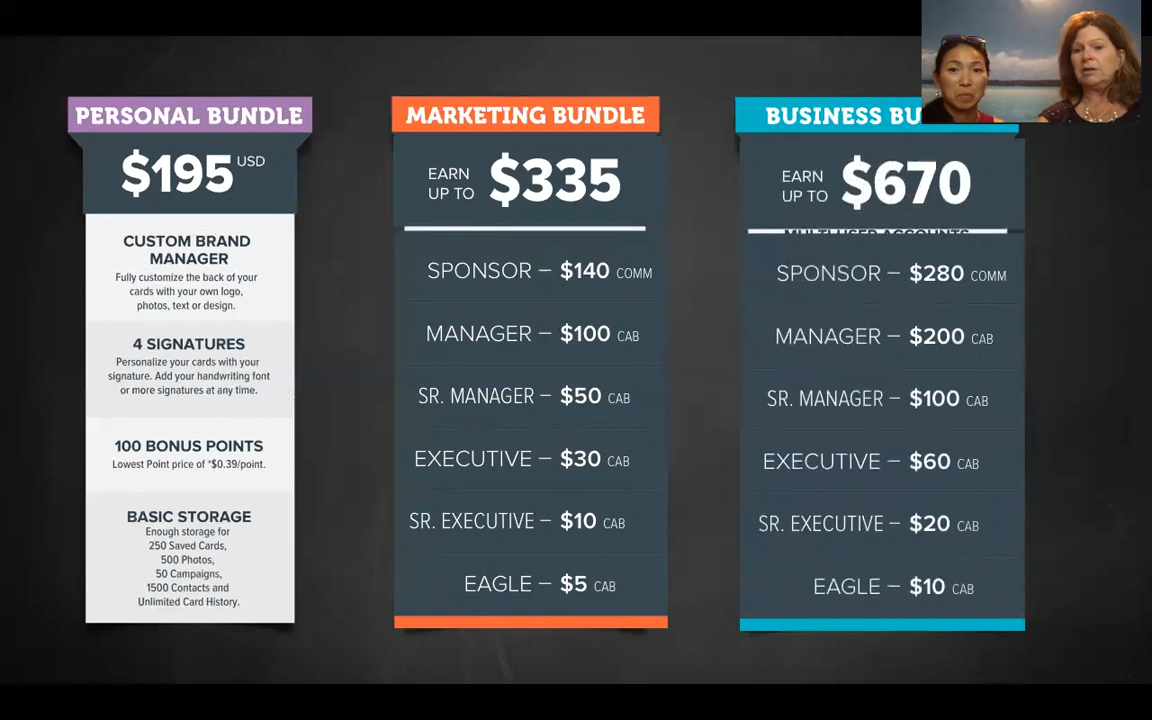 PERSONAL BUNDLE
$195 USD
CUSTOM BRAND
MANAGER
Fully customize the back of your
cards with your own logo,
photos, text or design.
4 SIGNATURES
Personalize your cards with your
signature. Add your handwriting font
or more signatures at any time.
100 BONUS POINTS
Lowest Point price of *$0.39/point.
BASIC STORAGE
Enough storage for
250 Saved Cards,
500 Photos,
50 Campaigns,
1500 Contacts and
Unlimited Card History.
MARKETING BUNDLE
EARN
UP TO $335
SPONSOR – $140 COMM
MANAGER – $100 CAB
SR. MANAGER – $50 CAB
EXECUTIVE – $30 CAB
SR. EXECUTIVE – $10 CAB
EAGLE – $5 CAB
BUSINESS BU
EARN
UP TO $670
MULTI USER ACCOUNTS
SPONSOR – $280 COMM
MANAGER – $200 CAB
SR. MANAGER – $100 CAB
EXECUTIVE – $60 CAB
SR. EXECUTIVE – $20 CAB
EAGLE – $10 CAB